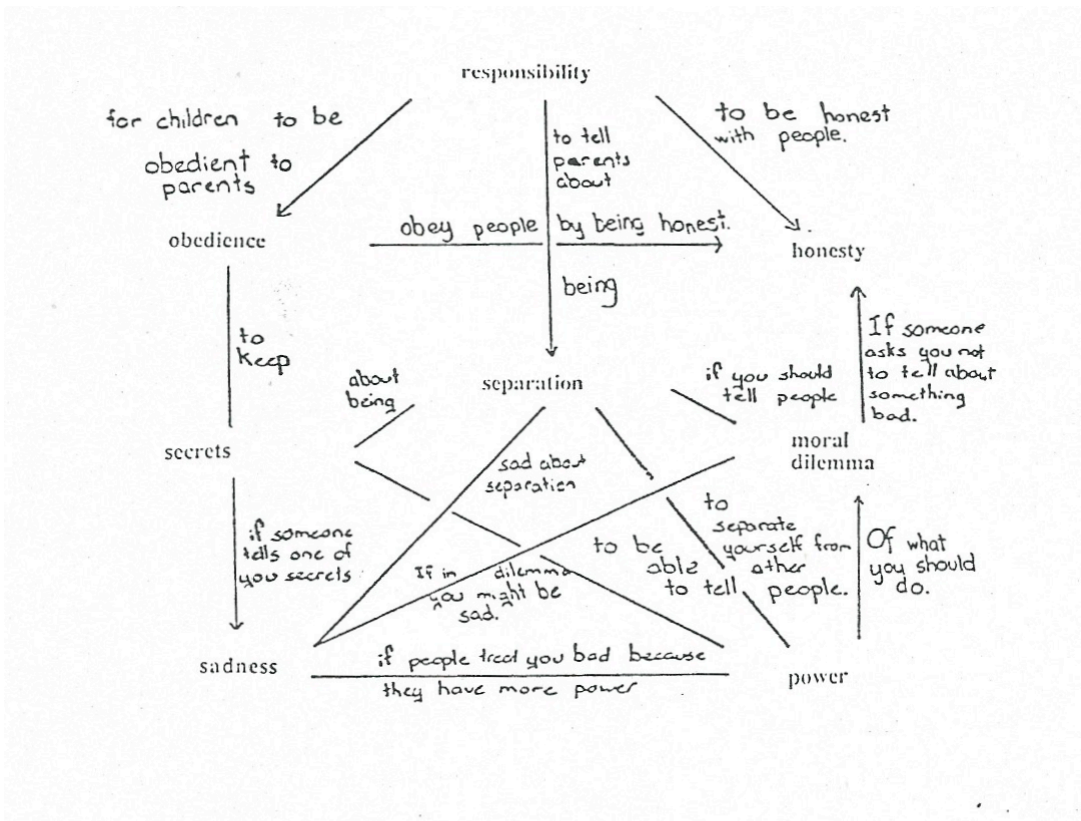 responsibility
for children to be
obedient to
parents
to tell
parents
about
to be honest
with people.
obedience
obey people by being honest.
honesty
being
to
keep
about
being
separation
if you should
tell people
If someone
asks you not
to tell about
something
bad.
secrets
moral
dilemma
sad about
separation
if someone
tells one of
you secrets
If in dilemma
you might be
sad.
to be
able
to tell
to
separate
yourself from
other
people.
Of what
you should
do.
sadness
if people treat you bad because
they have more power
power